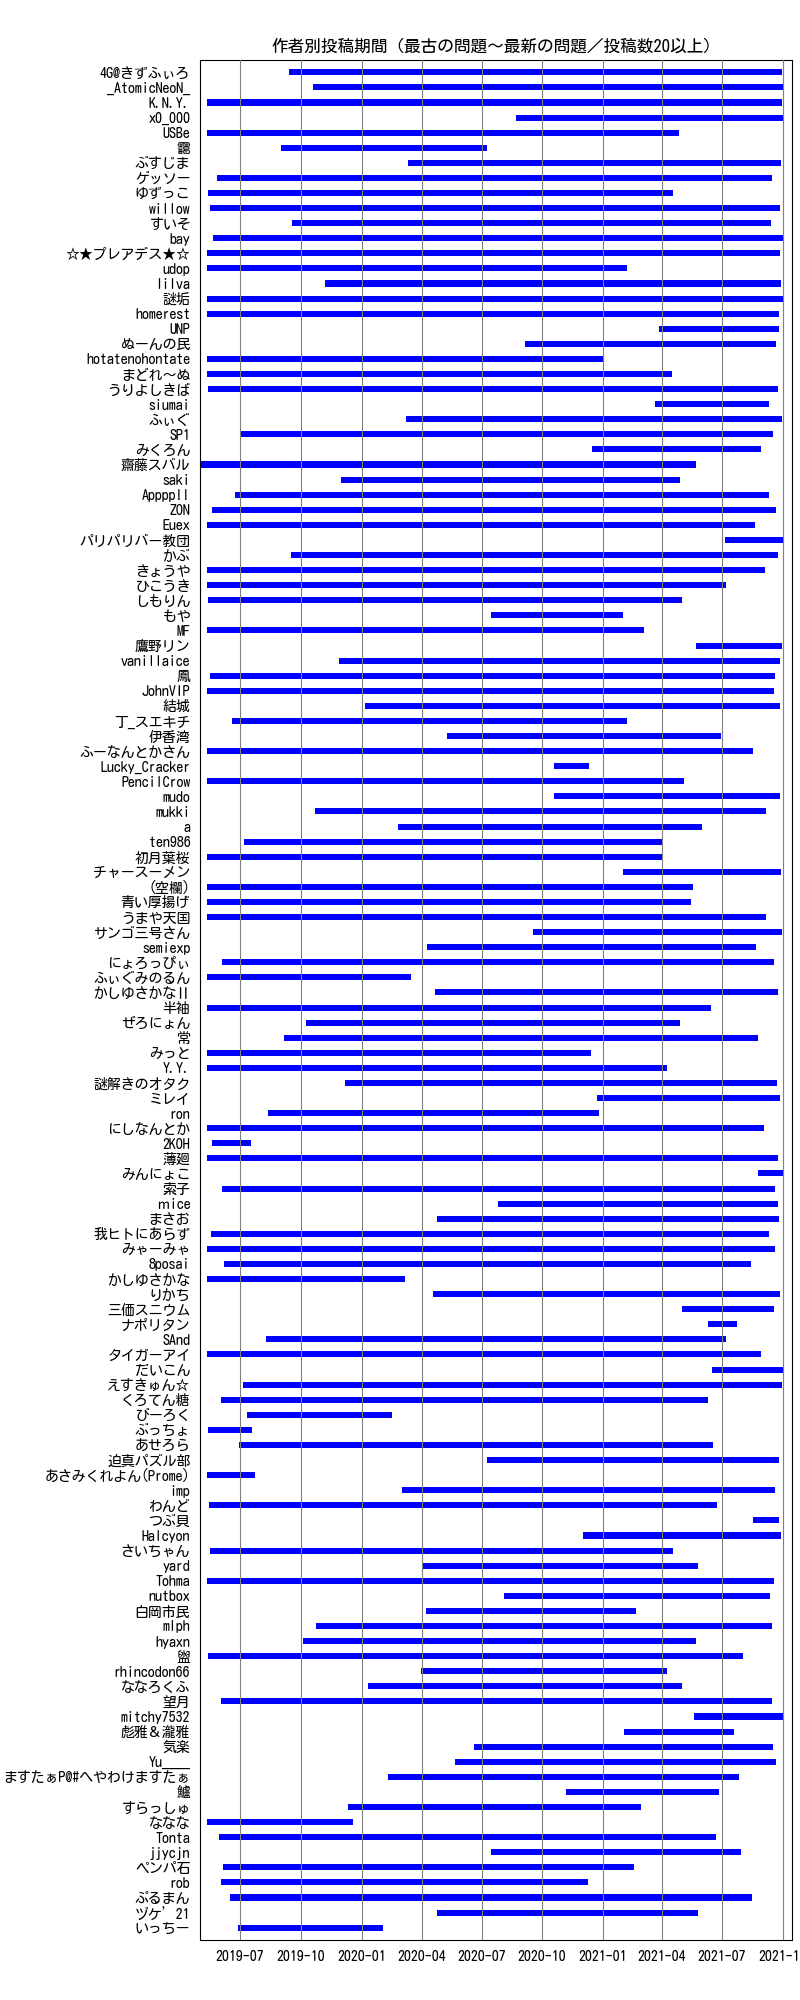 作者別投稿期間（最古の問題～最新の問題／投稿数20以上）
4G@きずふぃろ
_AtomicNeoN_
K.N.Y.
xO_OOO
USBe
靏
ぶすじま
ゲッソー
ゆずっこ
willow
すいそ
bay
☆★プレアデス★☆
udop
lilva
謎垢
homerest
UNP
ぬーんの民
hotatenohontate
まどれ～ぬ
うりよしきば
siumai
ふぃぐ
SP1
みくろん
齋藤スバル
saki
Appppll
ZON
Euex
パリパリバー教団
かぶ
きょうや
ひこうき
しもりん
もや
MF
鷹野リン
vanillaice
鳳
JohnVIP
結城
丁_スエキチ
伊香湾
ふーなんとかさん
Lucky_Cracker
PencilCrow
mudo
mukki
a
ten986
初月葉桜
チャースーメン
(空欄)
青い厚揚げ
うまや天国
サンゴ三号さん
semiexp
にょろっぴぃ
ふぃぐみのるん
かしゆさかなII
半袖
ぜろにょん
常
みっと
Y.Y.
謎解きのオタク
ミレイ
ron
にしなんとか
2KOH
薄廻
みんにょこ
索子
mice
まさお
我ヒトにあらず
みゃーみゃ
8posai
かしゆさかな
りかち
三価スニウム
ナポリタン
SAnd
タイガーアイ
だいこん
えすきゅん☆
くろてん糖
びーろく
ぶっちょ
あせろら
迫真パズル部
あさみくれよん(Prome)
imp
わんど
つぶ貝
Halcyon
さいちゃん
yard
Tohma
nutbox
白岡市民
mlph
hyaxn
盥
rhincodon66
ななろくふ
望月
mitchy7532
彪雅＆瀧雅
気楽
Yu____
ますたぁP@#へやわけますたぁ
鱸
すらっしゅ
ななな
Tonta
jjycjn
ペンパ石
rob
ぷるまん
ヅケ'21
いっちー
2019-07 2019-10 2020-01 2020-04 2020-07 2020-10 2021-01 2021-04 2021-07 2021-1